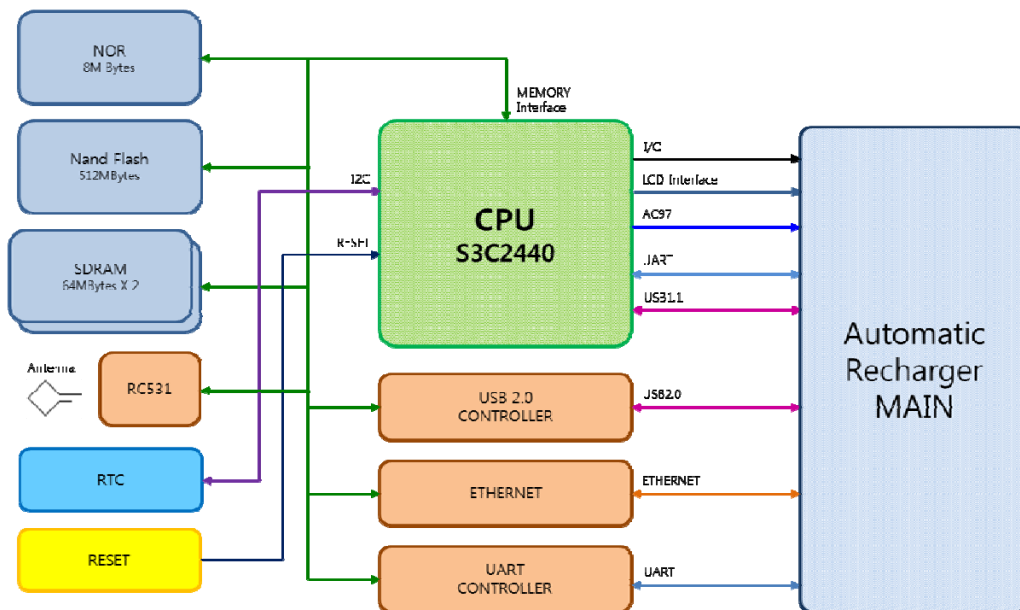 NOR
8M Bytes
Nand Flash
512MBytes
SDRAM
64MBytes X 2
Antenna
RC531
RTC
RESET
MEMORY
Interface
I2C
RESET
CPU
S3C2440
USB 2.0
CONTROLLER
ETHERNET
UART
CONTROLLER
LCD Interface
AC97
UART
USB1.1
USB2.0
ETHERNET
UART
Automatic
Recharger
MAIN